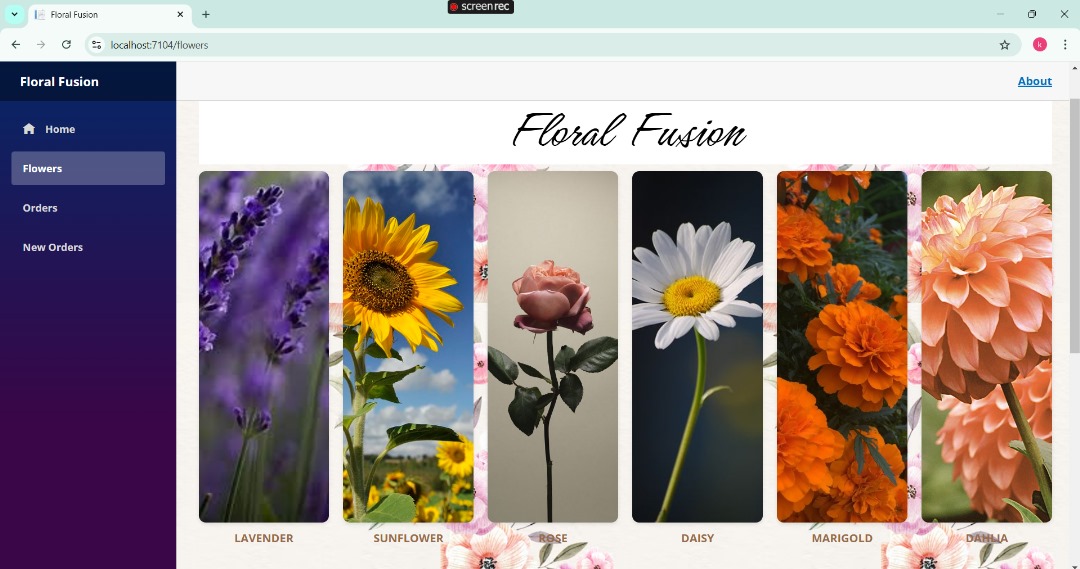 screenrec
Floral Fusion
localhost:7104/flowers
k
Floral Fusion
About
Home
Flowers
Orders
New Orders
Floral Fusion
LAVENDER
SUNFLOWER
ROSE
DAISY
MARIGOLD
DAHLIA